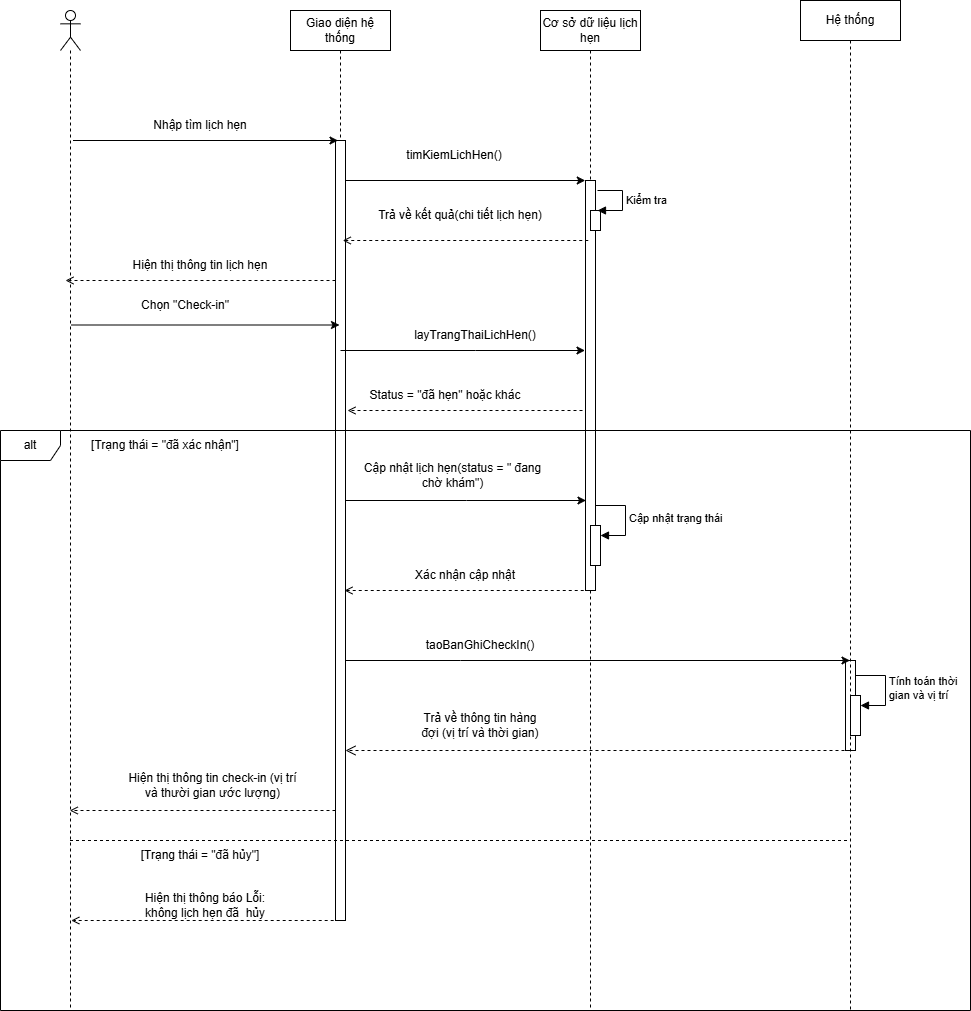 Giao diện hệ
thống
Cơ sở dữ liệu lịch
hẹn
Hệ thống
Nhập tìm lịch hẹn
timKiemLichHen()
Kiểm tra
Trả về kết quả(chi tiết lịch hẹn)
Hiện thị thông tin lịch hẹn
Chọn "Check-in"
layTrangThaiLichHen()
Status = "đã hẹn" hoặc khác
alt
[Trạng thái = "đã xác nhận"]
Cập nhật lịch hẹn(status = " đang
chờ khám")
Cập nhật trạng thái
Xác nhận cập nhật
taoBanGhiCheckIn()
Tính toán thời
gian và vị trí
Trả về thông tin hàng
đợi (vị trí và thời gian)
Hiện thị thông tin check-in (vị trí
và thười gian ước lượng)
[Trạng thái = "đã hủy"]
Hiện thị thông báo Lỗi:
không lịch hẹn đã hủy